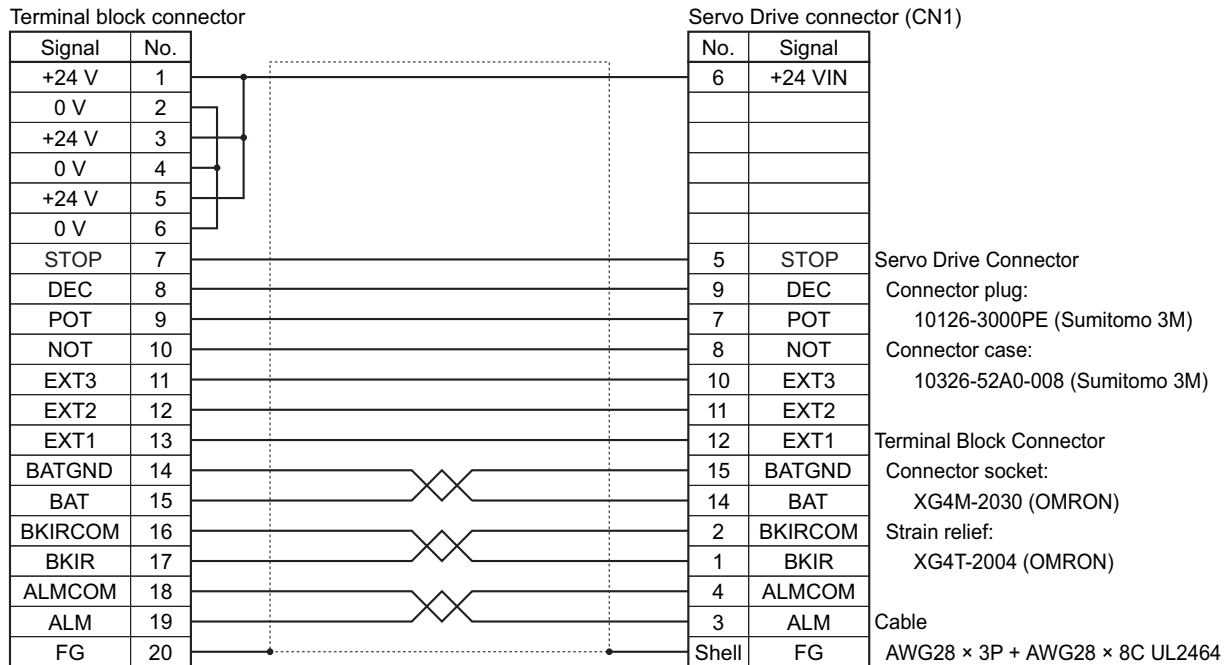 Terminal block connector Servo Drive connector (CN1)
Signal No. No. Signal
+24 V 1 6 +24 VIN
0 V 2
+24 V 3
0 V 4
+24 V 5
0 V 6
STOP 7 5 STOP Servo Drive Connector
DEC 8 9 DEC Connector plug:
POT 9 7 POT 10126-3000PE (Sumitomo 3M)
NOT 10 8 NOT Connector case:
EXT3 11 10 EXT3 10326-52A0-008 (Sumitomo 3M)
EXT2 12 11 EXT2
EXT1 13 12 EXT1 Terminal Block Connector
BATGND 14 15 BATGND Connector socket:
BAT 15 14 BAT XG4M-2030 (OMRON)
BKIRCOM 16 2 BKIRCOM Strain relief:
BKIR 17 1 BKIR XG4T-2004 (OMRON)
ALMCOM 18 4 ALMCOM
ALM 19 3 ALM Cable
FG 20 Shell FG AWG28 × 3P + AWG28 × 8C UL2464